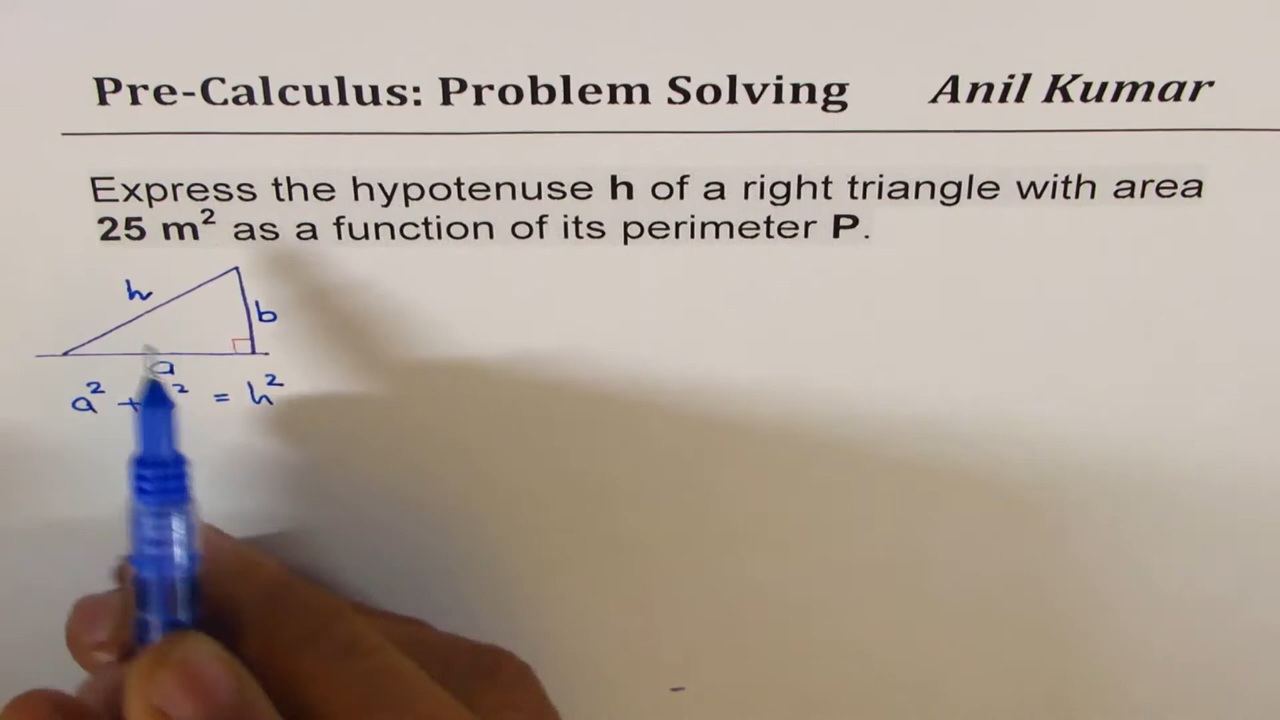 Pre-Calculus: Problem Solving Anil Kumar
Express the hypotenuse h of a right triangle with area
25 m² as a function of its perimeter P.
h
b
a
a² + ² = h²